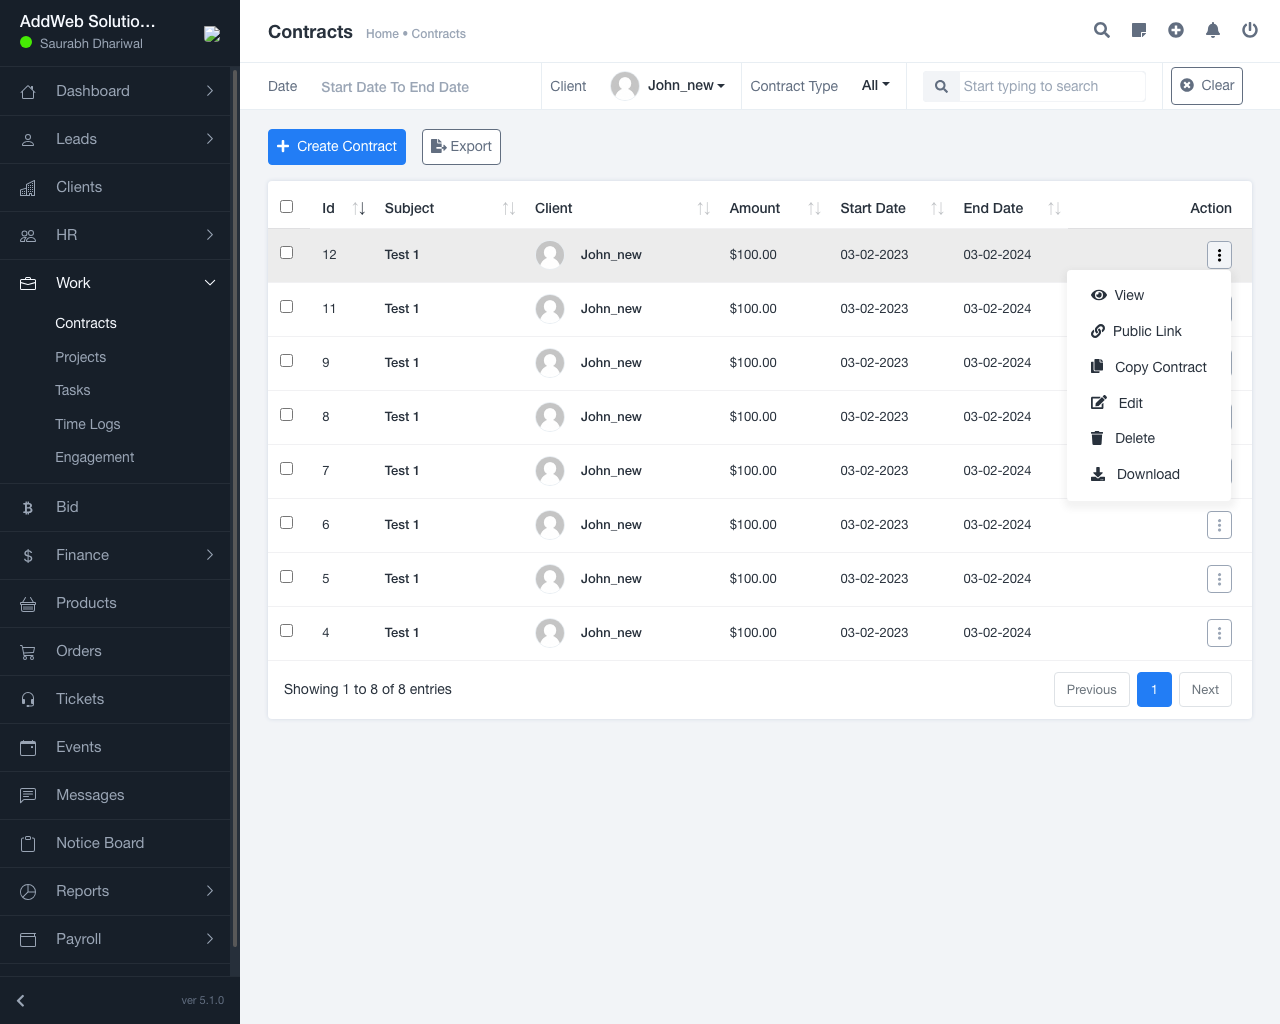 AddWeb Solutio...
Saurabh Dhariwal
Dashboard
Leads
Clients
HR
Work
Contracts
Projects
Tasks
Time Logs
Engagement
Bid
Finance
Products
Orders
Tickets
Events
Messages
Notice Board
Reports
Payroll
ver 5.1.0
Contracts Home • Contracts
Date Start Date To End Date Client John_new Contract Type All Start typing to search Clear
Create Contract Export
Id Subject Client Amount Start Date End Date Action
12 Test 1 John_new $100.00 03-02-2023 03-02-2024
11 Test 1 John_new $100.00 03-02-2023 03-02-2024
9 Test 1 John_new $100.00 03-02-2023 03-02-2024
8 Test 1 John_new $100.00 03-02-2023 03-02-2024
7 Test 1 John_new $100.00 03-02-2023 03-02-2024
6 Test 1 John_new $100.00 03-02-2023 03-02-2024
5 Test 1 John_new $100.00 03-02-2023 03-02-2024
4 Test 1 John_new $100.00 03-02-2023 03-02-2024
View
Public Link
Copy Contract
Edit
Delete
Download
Showing 1 to 8 of 8 entries Previous 1 Next